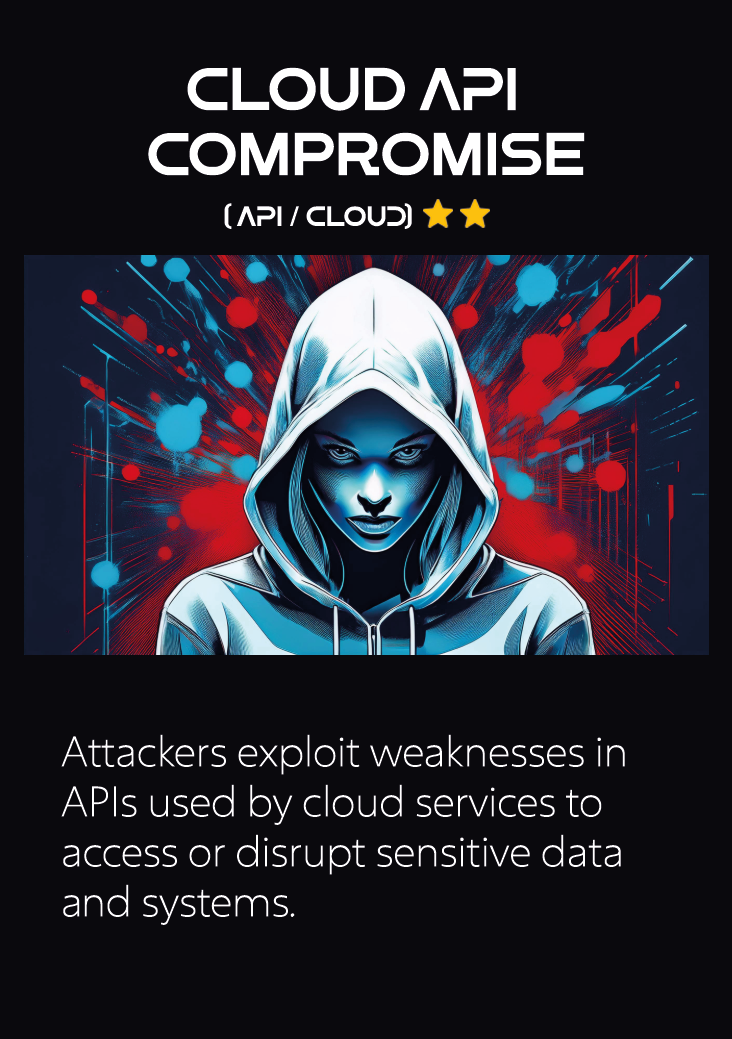 CLOUD API
COMPROMISE
(API / CLOUD) ⭐⭐
Attackers exploit weaknesses in
APIs used by cloud services to
access or disrupt sensitive data
and systems.